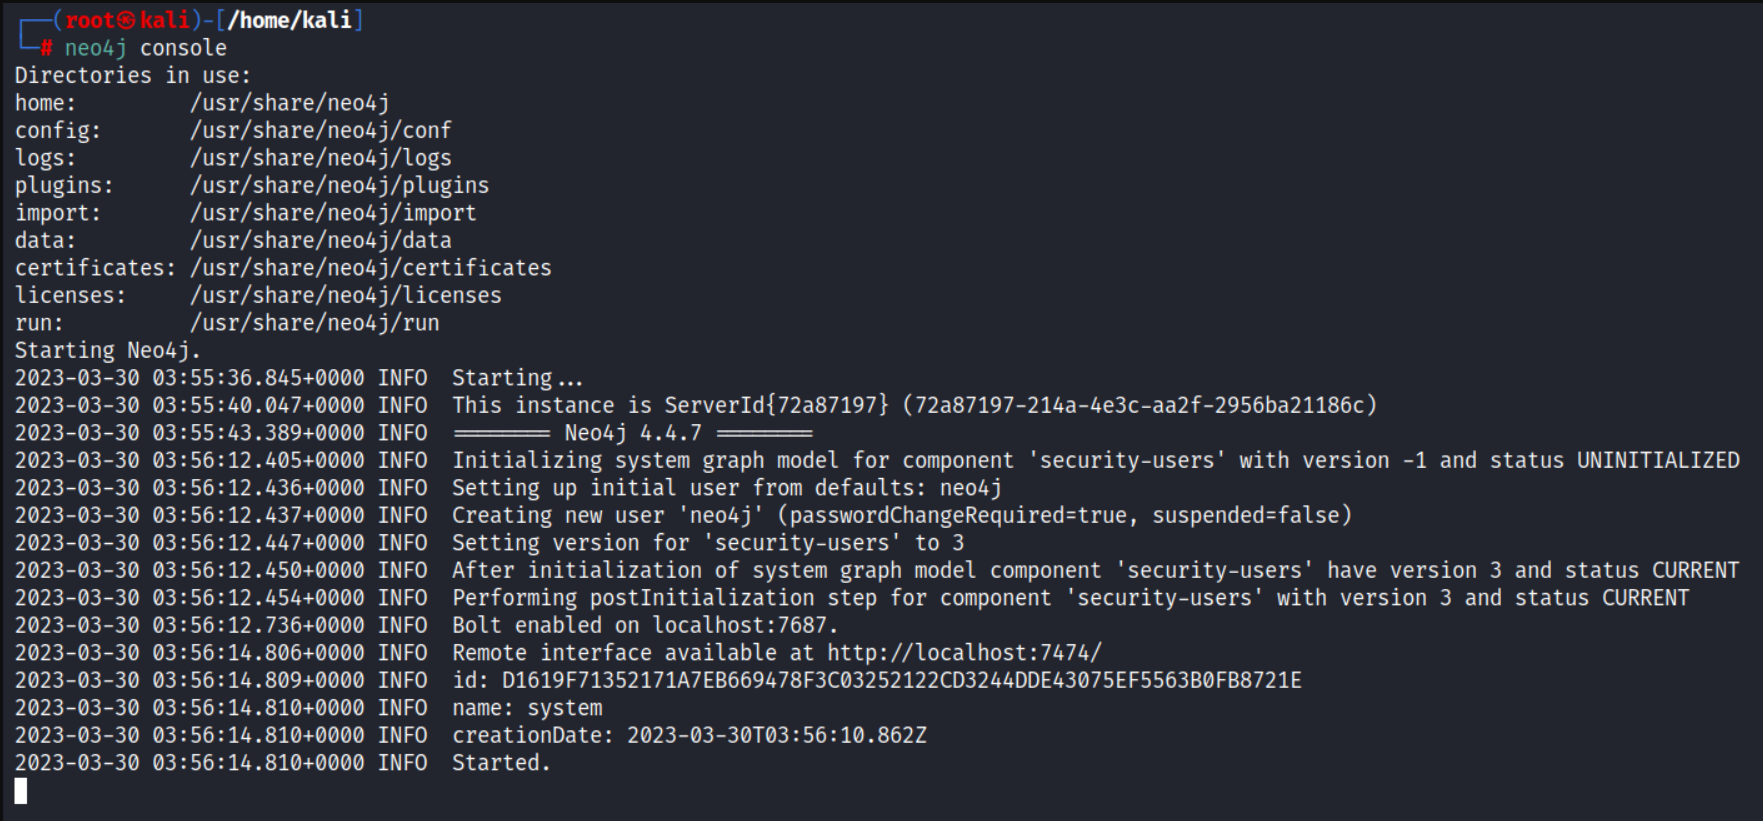 ┌──(root㉿kali)-[/home/kali]
└─# neo4j console
Directories in use:
home:         /usr/share/neo4j
config:       /usr/share/neo4j/conf
logs:         /usr/share/neo4j/logs
plugins:      /usr/share/neo4j/plugins
import:       /usr/share/neo4j/import
data:         /usr/share/neo4j/data
certificates: /usr/share/neo4j/certificates
licenses:     /usr/share/neo4j/licenses
run:          /usr/share/neo4j/run
Starting Neo4j.
2023-03-30 03:55:36.845+0000 INFO  Starting...
2023-03-30 03:55:40.047+0000 INFO  This instance is ServerId{72a87197} (72a87197-214a-4e3c-aa2f-2956ba21186c)
2023-03-30 03:55:43.389+0000 INFO  ======== Neo4j 4.4.7 ========
2023-03-30 03:56:12.405+0000 INFO  Initializing system graph model for component 'security-users' with version -1 and status UNINITIALIZED
2023-03-30 03:56:12.436+0000 INFO  Setting up initial user from defaults: neo4j
2023-03-30 03:56:12.437+0000 INFO  Creating new user 'neo4j' (passwordChangeRequired=true, suspended=false)
2023-03-30 03:56:12.447+0000 INFO  Setting version for 'security-users' to 3
2023-03-30 03:56:12.450+0000 INFO  After initialization of system graph model component 'security-users' have version 3 and status CURRENT
2023-03-30 03:56:12.454+0000 INFO  Performing postInitialization step for component 'security-users' with version 3 and status CURRENT
2023-03-30 03:56:12.736+0000 INFO  Bolt enabled on localhost:7687.
2023-03-30 03:56:14.806+0000 INFO  Remote interface available at http://localhost:7474/
2023-03-30 03:56:14.809+0000 INFO  id: D1619F71352171A7EB669478F3C03252122CD3244DDE43075EF5563B0FB8721E
2023-03-30 03:56:14.810+0000 INFO  name: system
2023-03-30 03:56:14.810+0000 INFO  creationDate: 2023-03-30T03:56:10.862Z
2023-03-30 03:56:14.810+0000 INFO  Started.